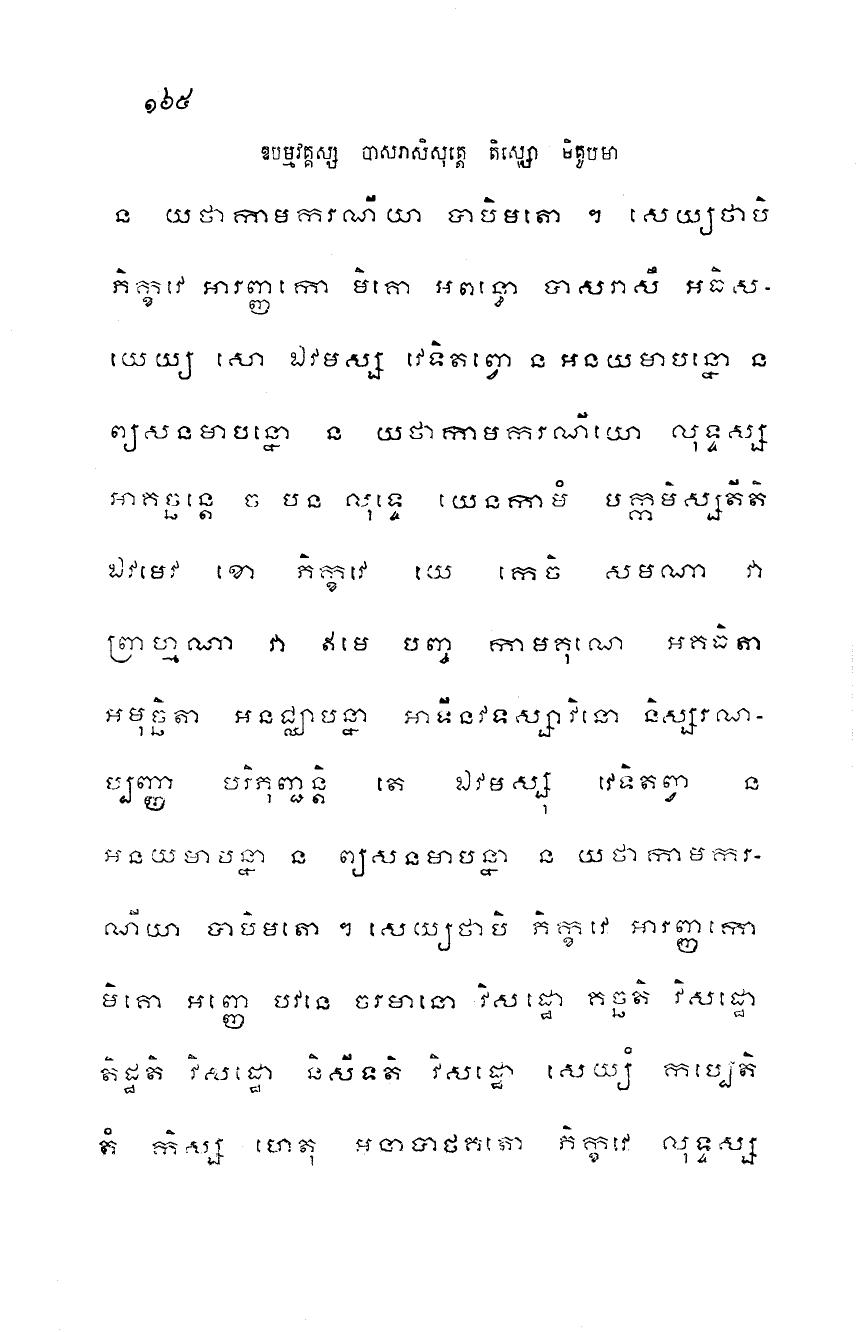 ១៦៥
ឧបម្មវគ្គស្ស បាសរាសិសុត្តេ តិស្សោ មិគូបមា
ន យថាកាមករណីយា បាបិមតោ ។ សេយ្យថាបិ
ភិក្ខវេ អារញ្ញកោ មិគោ អពន្ធោ បាសរាសឹ អធិស-
យេយ្យ សោ ឯវមស្ស វេទិតព្វោ ន អនយមាបន្នោ ន
ព្យសនមាបន្នោ ន យថាកាមករណីយោ លុទ្ទស្ស
អាគច្ឆន្តេ ច បន លុទ្ទេ យេនកាមំ បក្កមិស្សតីតិ
ឯវមេវ ខោ ភិក្ខវេ យេ កេចិ សមណា វា
ព្រាហ្មណា វា ឥមេ បញ្ច កាមគុណេ អគធិតា
អមុច្ឆិតា អនជ្ឈាបន្នា អាទីនវទស្សាវិនោ និស្សរណ-
ប្បញ្ញា បរិភុញ្ជន្តិ តេ ឯវមស្សុ វេទិតព្វា ន
អនយមាបន្នា ន ព្យសនមាបន្នា ន យថាកាមករ-
ណីយា បាបិមតោ ។ សេយ្យថាបិ ភិក្ខវេ អារញ្ញកោ
មិគោ អរញ្ញេ បវនេ ចរមានោ វិសដ្ឋោ គច្ឆតិ វិសដ្ឋោ
តិដ្ឋតិ វិសដ្ឋោ និសីទតិ វិសដ្ឋោ សេយ្យំ កប្បេតិ
តំ កិស្ស ហេតុ អនាបាថគតោ ភិក្ខវេ លុទ្ទស្ស